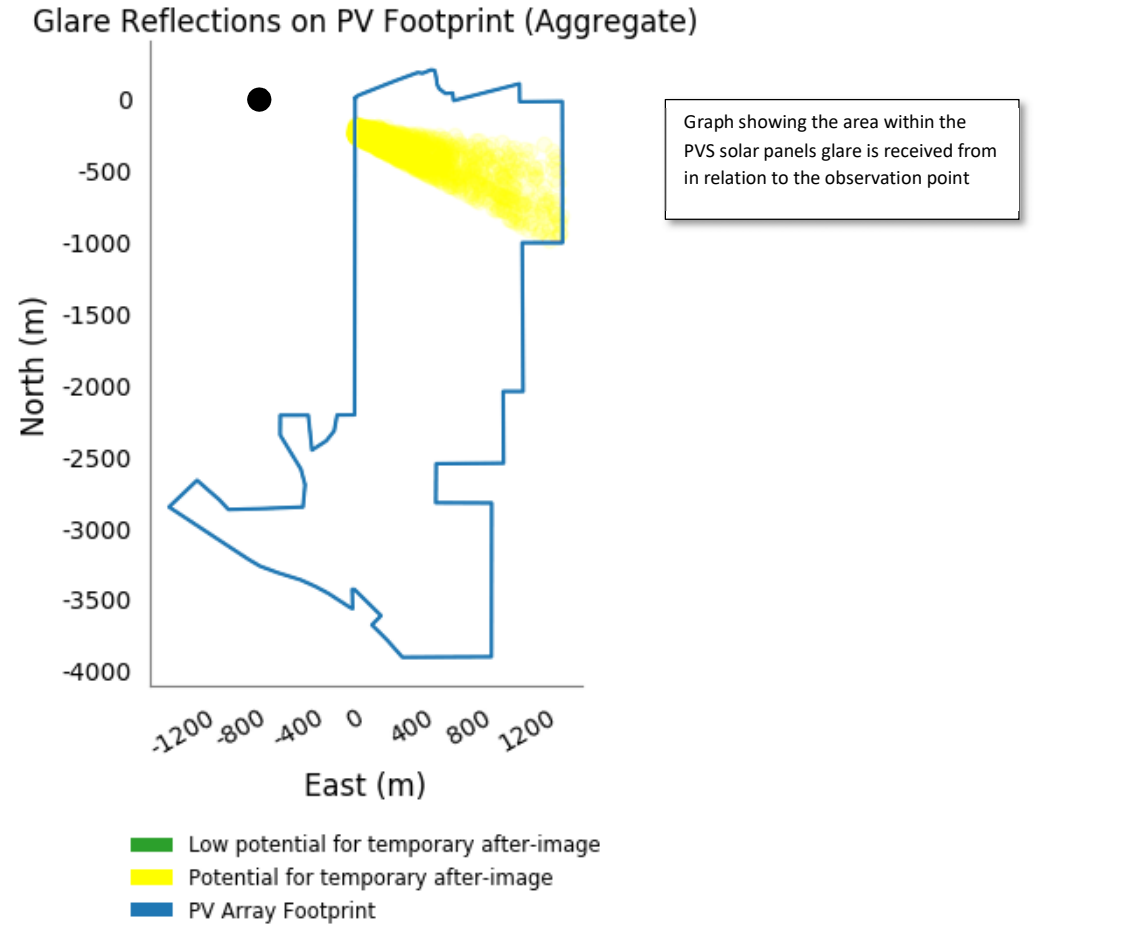 Glare Reflections on PV Footprint (Aggregate)
0
-500
-1000
-1500
-2000
-2500
-3000
-3500
-4000
North (m)
-1200 -800 -400 0 400 800 1200
East (m)
Graph showing the area within the
PVS solar panels glare is received from
in relation to the observation point
Low potential for temporary after-image
Potential for temporary after-image
PV Array Footprint